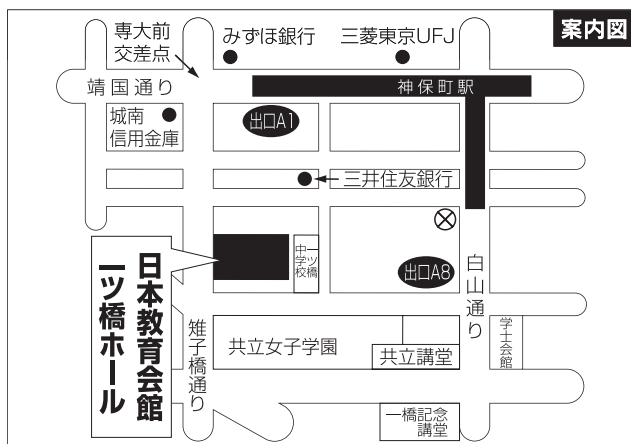 案内図
専大前
交差点
みずほ銀行
三菱東京UFJ
靖国通り
神保町駅
城南
信用金庫
出口A1
三井住友銀行
日本教育会館
一ツ橋ホール
一ツ橋
中学校
出口A8
白山通り
雉子橋通り
共立女子学園
共立講堂
学士会館
一橋記念
講堂